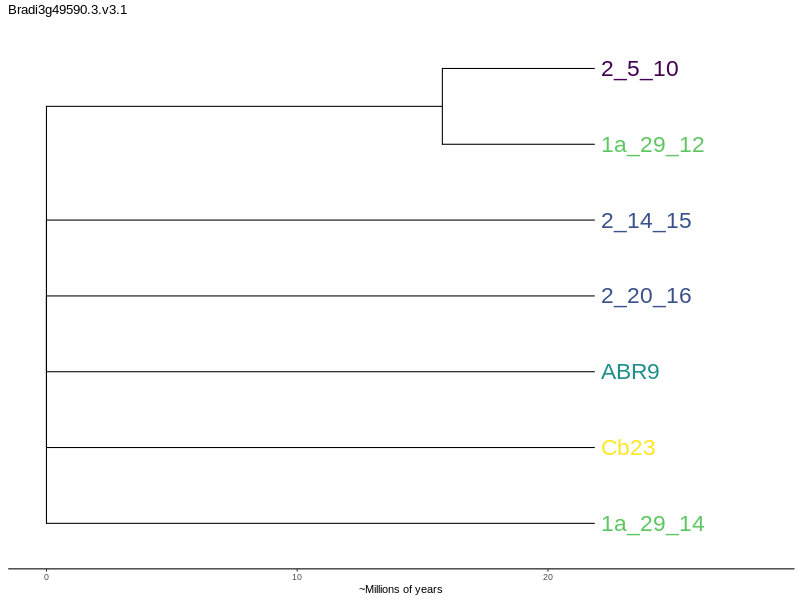 Bradi3g49590.3.v3.1
2_5_10
1a_29_12
2_14_15
2_20_16
ABR9
Cb23
1a_29_14
0 10 20
~Millions of years